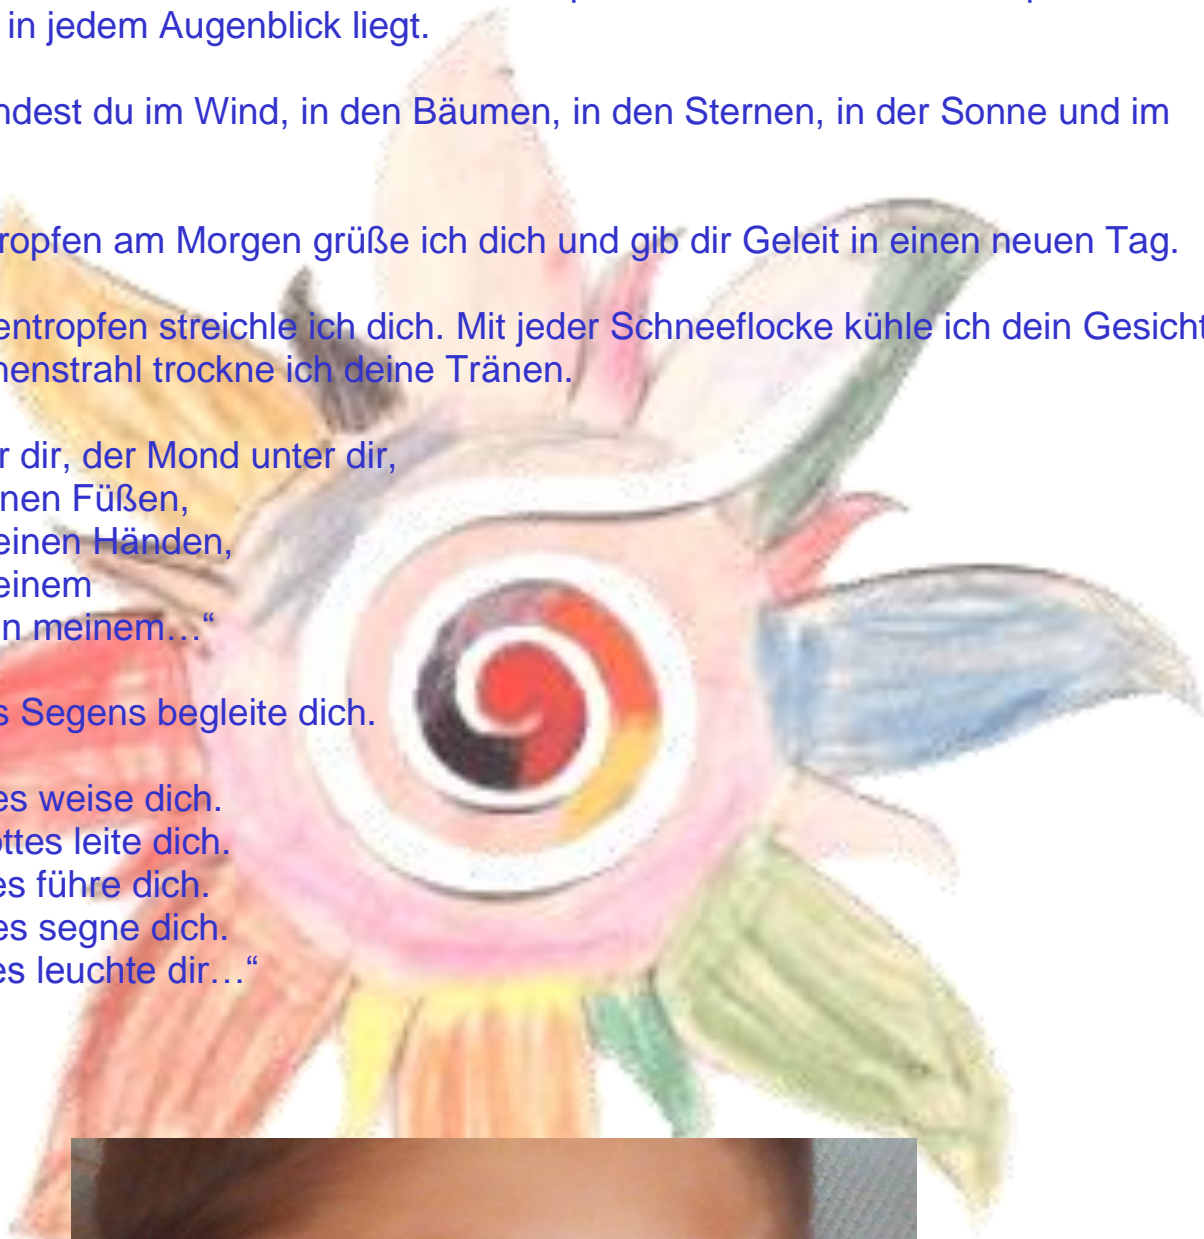 in jedem Augenblick liegt.
ndest du im Wind, in den Bäumen, in den Sternen, in der Sonne und im
ropfen am Morgen grüße ich dich und gib dir Geleit in einen neuen Tag.
entropfen streichle ich dich. Mit jeder Schneeflocke kühle ich dein Gesicht
nenstrahl trockne ich deine Tränen.
r dir, der Mond unter dir,
nen Füßen,
einen Händen,
einem
n meinem…“
s Segens begleite dich.
es weise dich.
ottes leite dich.
es führe dich.
es segne dich.
es leuchte dir…“